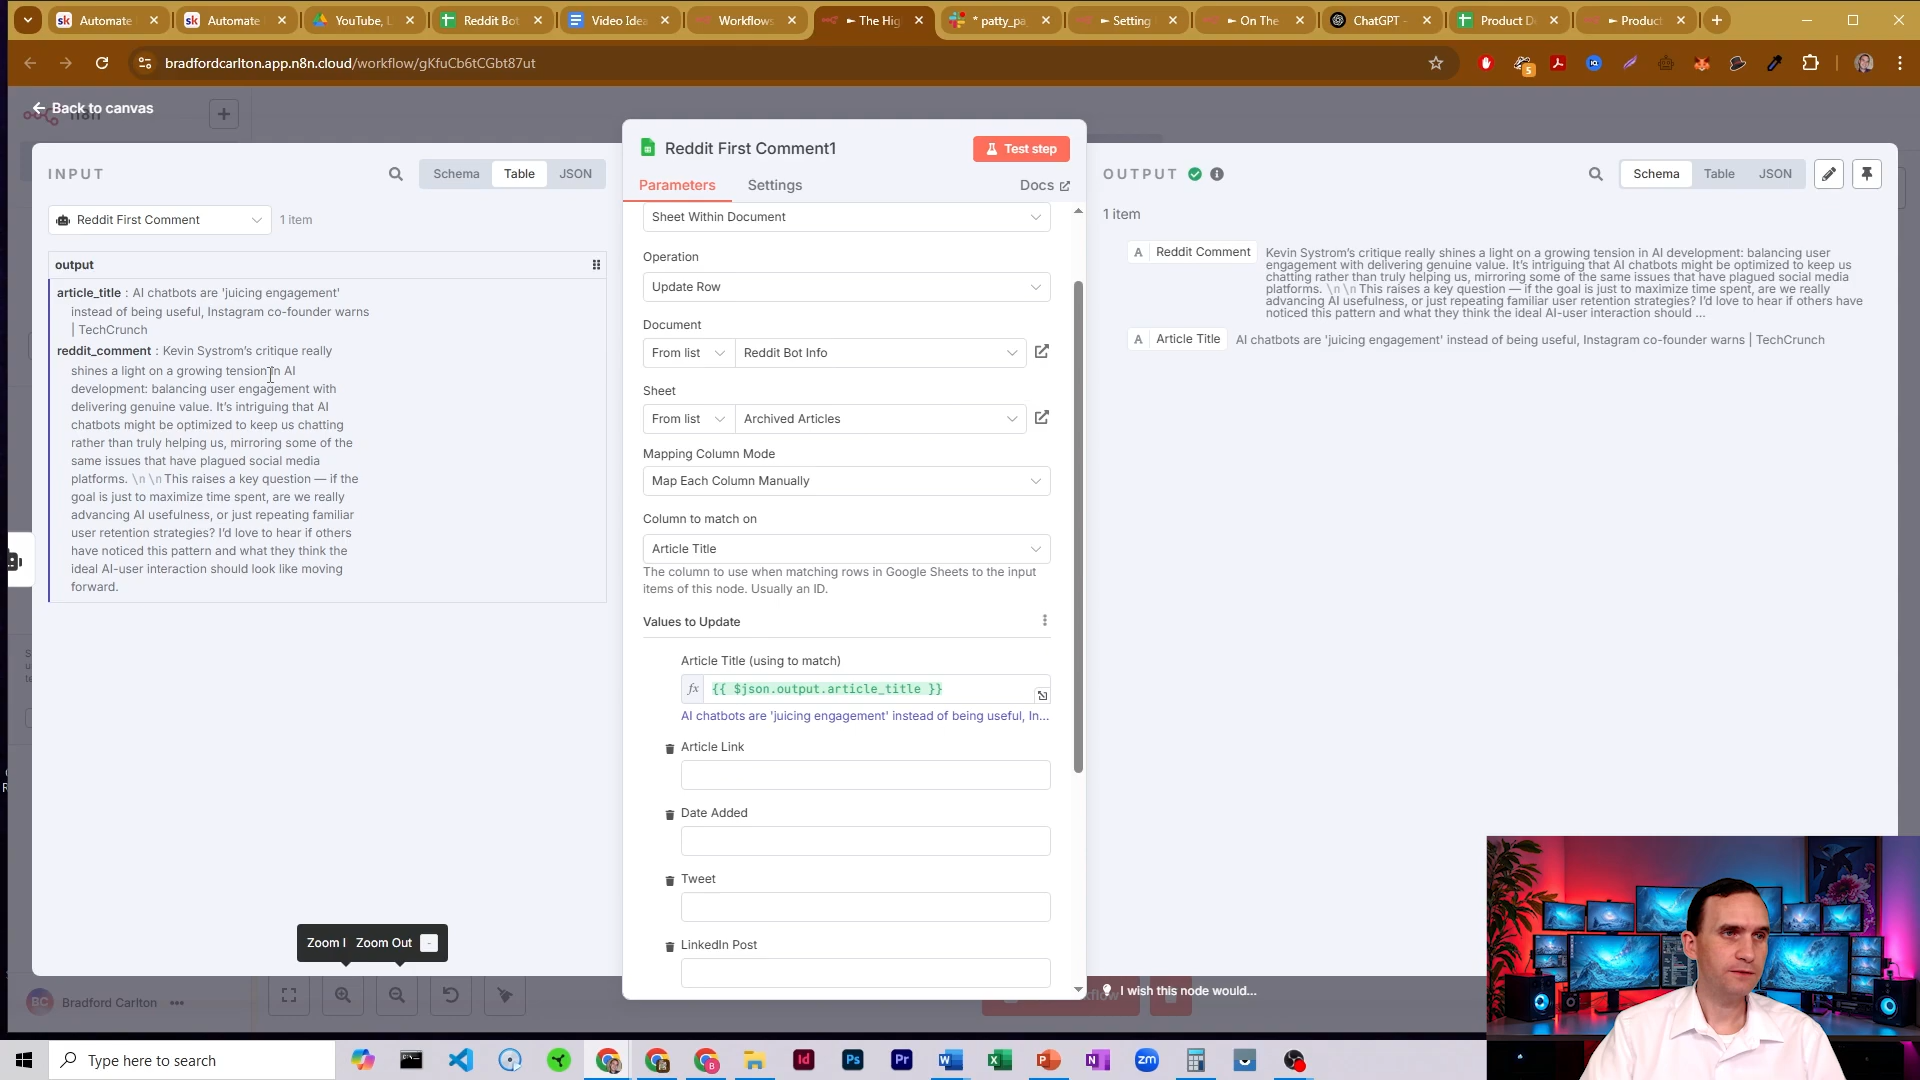 Automate
Automate
YouTube, L
Reddit Bot
Video Idea
Workflows
► The Hig
* patty_pa
► Setting
► On The
ChatGPT -
Product D
► Product
bradfordcarlton.app.n8n.cloud/workflow/gKfuCb6tCGbt87ut
5
Back to canvas
n8n
INPUT
Schema
Table
JSON
Reddit First Comment
1 item
output
article_title : AI chatbots are 'juicing engagement'
instead of being useful, Instagram co-founder warns
| TechCrunch
reddit_comment : Kevin Systrom's critique really
shines a light on a growing tension in AI
development: balancing user engagement with
delivering genuine value. It's intriguing that AI
chatbots might be optimized to keep us chatting
rather than truly helping us, mirroring some of the
same issues that have plagued social media
platforms. \n\nThis raises a key question — if the
goal is just to maximize time spent, are we really
advancing AI usefulness, or just repeating familiar
user retention strategies? I'd love to hear if others
have noticed this pattern and what they think the
ideal AI-user interaction should look like moving
forward.
Zoom I
Zoom Out
-
BC
Bradford Carlton
Reddit First Comment1
Test step
Parameters
Settings
Docs
Sheet Within Document
Operation
Update Row
Document
From list
Reddit Bot Info
Sheet
From list
Archived Articles
Mapping Column Mode
Map Each Column Manually
Column to match on
Article Title
The column to use when matching rows in Google Sheets to the input
items of this node. Usually an ID.
Values to Update
Article Title (using to match)
fx
{{ $json.output.article_title }}
AI chatbots are 'juicing engagement' instead of being useful, In...
Article Link
Date Added
Tweet
LinkedIn Post
OUTPUT
Schema
Table
JSON
1 item
A
Reddit Comment
Kevin Systrom's critique really shines a light on a growing tension in AI development: balancing user
engagement with delivering genuine value. It's intriguing that AI chatbots might be optimized to keep us
chatting rather than truly helping us, mirroring some of the same issues that have plagued social media
platforms. \n\nThis raises a key question — if the goal is just to maximize time spent, are we really
advancing AI usefulness, or just repeating familiar user retention strategies? I'd love to hear if others have
noticed this pattern and what they think the ideal AI-user interaction should ...
A
Article Title
AI chatbots are 'juicing engagement' instead of being useful, Instagram co-founder warns | TechCrunch
I wish this node would...
Type here to search
Id
Ps
Pr
W
X
P
N
zm